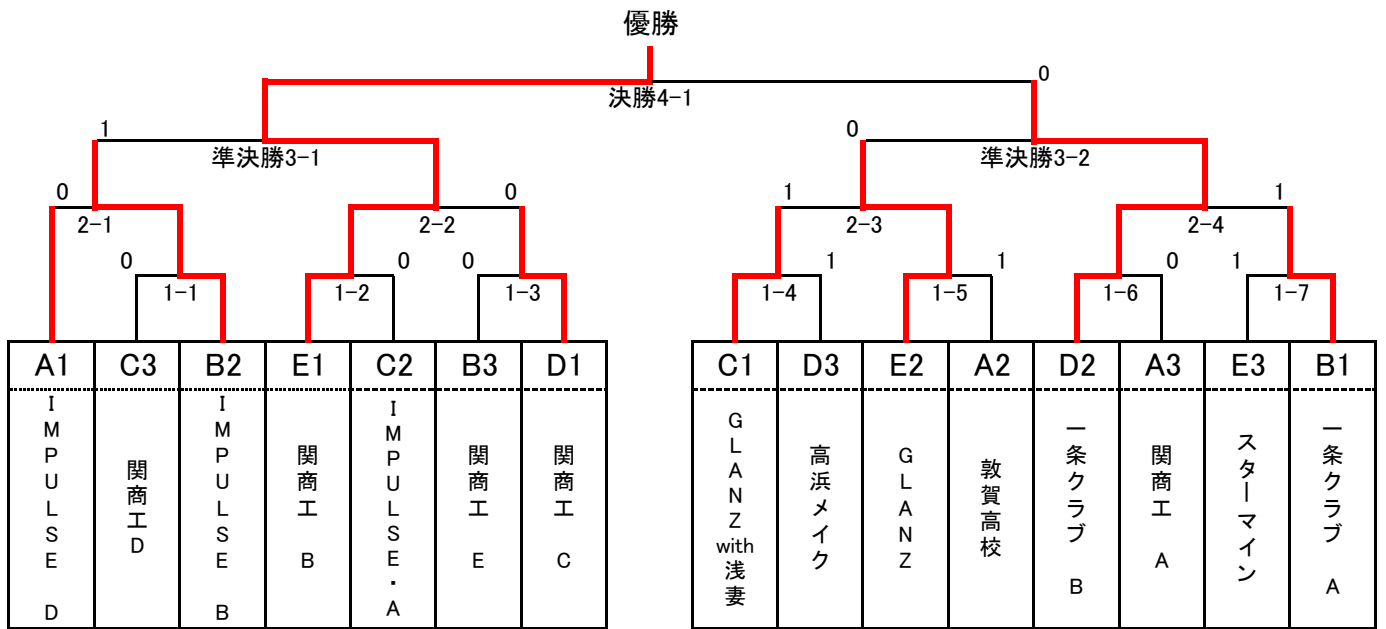 優勝
0
決勝4-1
1
0
準決勝3-1
準決勝3-2
0
0
1
1
2-1
2-2
2-3
2-4
0
0
0
1
1
0
1
1-1
1-2
1-3
1-4
1-5
1-6
1-7
A1
C3
B2
E1
C2
B3
D1
C1
D3
E2
A2
D2
A3
E3
B1
IMPULSE D
関商工D
IMPULSE B
関商工 B
IMPULSE・A
関商工 E
関商工 C
GLANZ with 浅妻
高浜メイク
GLANZ
敦賀高校
一条クラブ B
関商工 A
スターマイン
一条クラブ A